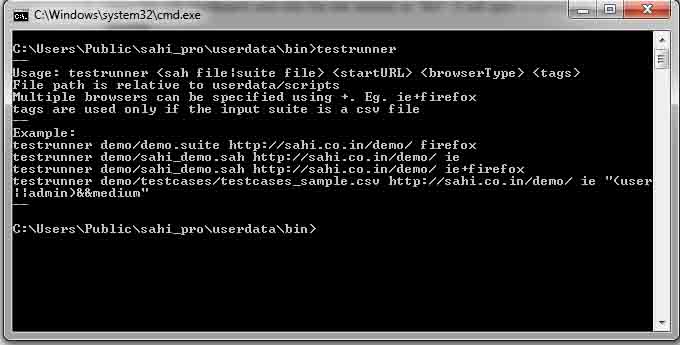 C:\Windows\system32\cmd.exe
C:\Users\Public\sahi_pro\userdata\bin>testrunner
--
Usage: testrunner <sah file|suite file> <startURL> <browserType> <tags>
File path is relative to userdata/scripts
Multiple browsers can be specified using +. Eg. ie+firefox
tags are used only if the input suite is a csv file
--
Example:
testrunner demo/demo.suite http://sahi.co.in/demo/ firefox
testrunner demo/sahi_demo.sah http://sahi.co.in/demo/ ie
testrunner demo/sahi_demo.sah http://sahi.co.in/demo/ ie+firefox
testrunner demo/testcases/testcases_sample.csv http://sahi.co.in/demo/ ie "(user
||admin)&&medium"
--
C:\Users\Public\sahi_pro\userdata\bin>